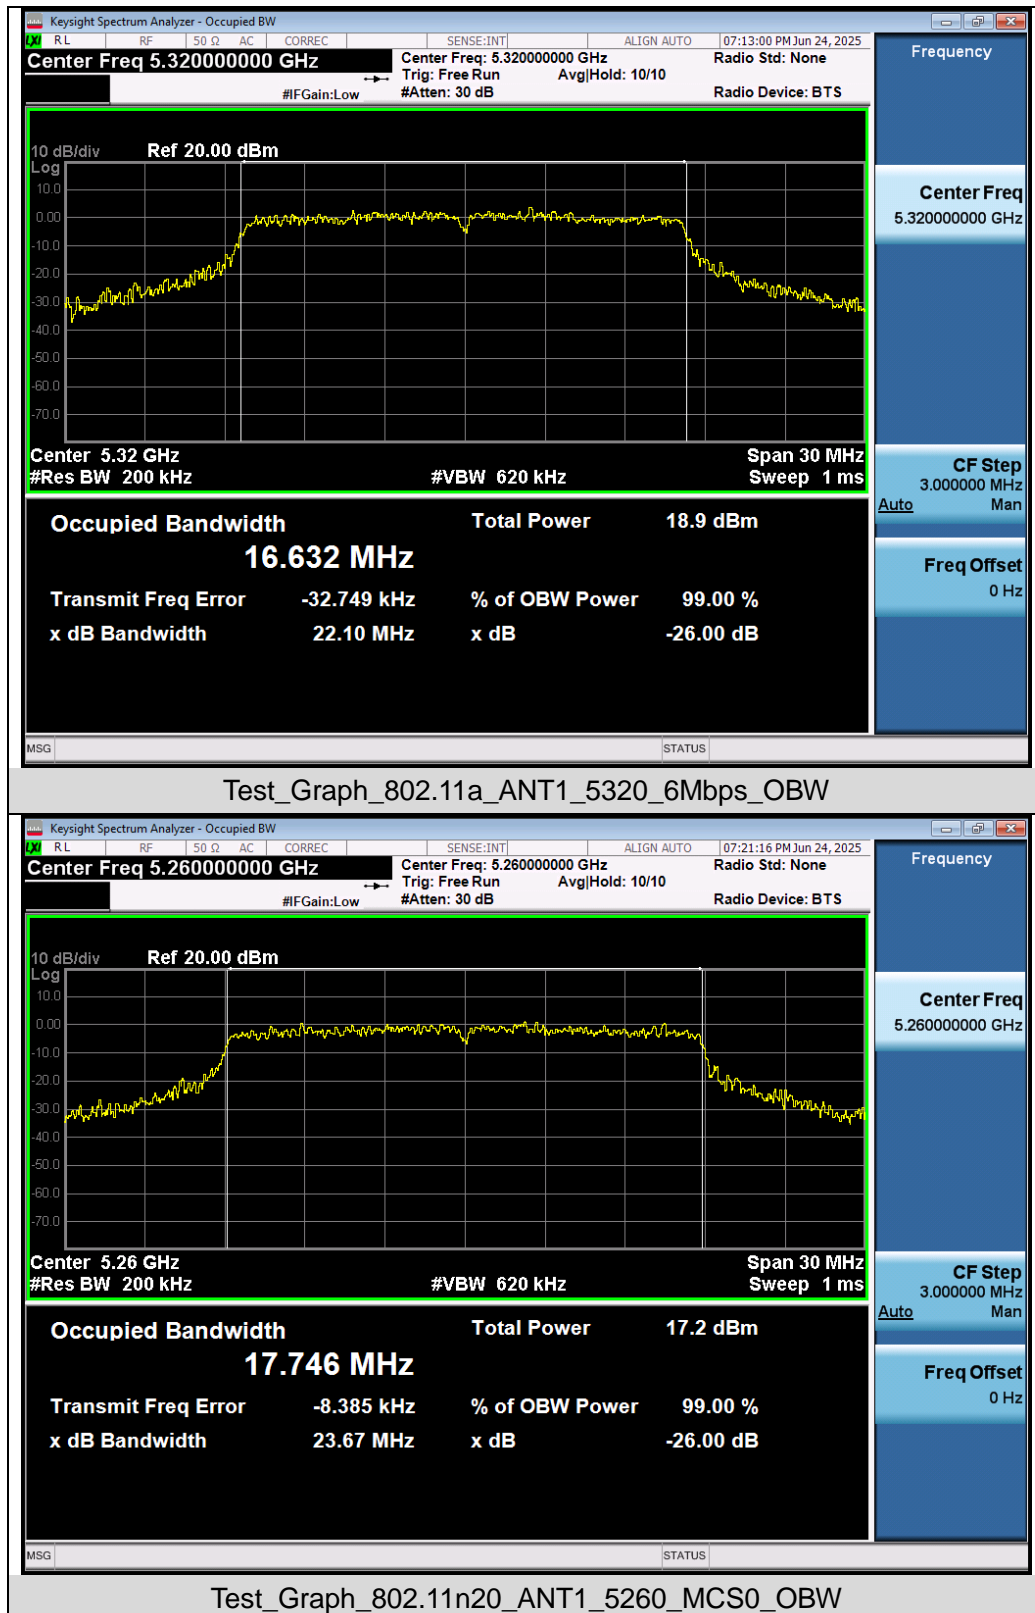 Keysight Spectrum Analyzer - Occupied BW
LXI RL RF 50 Ω AC CORREC SENSE:INT ALIGN AUTO 07:13:00 PM Jun 24, 2025
Center Freq 5.320000000 GHz
Center Freq: 5.320000000 GHz
Radio Std: None
Trig: Free Run Avg|Hold: 10/10
#IFGain:Low
#Atten: 30 dB
Radio Device: BTS
Frequency
10 dB/div Ref 20.00 dBm
Log
10.0
0.00
-10.0
-20.0
-30.0
-40.0
-50.0
-60.0
-70.0
Center Freq
5.320000000 GHz
Center 5.32 GHz Span 30 MHz
#Res BW 200 kHz #VBW 620 kHz Sweep 1 ms
CF Step
3.000000 MHz
Auto Man
Occupied Bandwidth Total Power 18.9 dBm
16.632 MHz
Transmit Freq Error -32.749 kHz % of OBW Power 99.00 %
x dB Bandwidth 22.10 MHz x dB -26.00 dB
Freq Offset
0 Hz
MSG STATUS
Test_Graph_802.11a_ANT1_5320_6Mbps_OBW
Keysight Spectrum Analyzer - Occupied BW
LXI RL RF 50 Ω AC CORREC SENSE:INT ALIGN AUTO 07:21:16 PM Jun 24, 2025
Center Freq 5.260000000 GHz
Center Freq: 5.260000000 GHz
Radio Std: None
Trig: Free Run Avg|Hold: 10/10
#IFGain:Low
#Atten: 30 dB
Radio Device: BTS
Frequency
10 dB/div Ref 20.00 dBm
Log
10.0
0.00
-10.0
-20.0
-30.0
-40.0
-50.0
-60.0
-70.0
Center Freq
5.260000000 GHz
Center 5.26 GHz Span 30 MHz
#Res BW 200 kHz #VBW 620 kHz Sweep 1 ms
CF Step
3.000000 MHz
Auto Man
Occupied Bandwidth Total Power 17.2 dBm
17.746 MHz
Transmit Freq Error -8.385 kHz % of OBW Power 99.00 %
x dB Bandwidth 23.67 MHz x dB -26.00 dB
Freq Offset
0 Hz
MSG STATUS
Test_Graph_802.11n20_ANT1_5260_MCS0_OBW